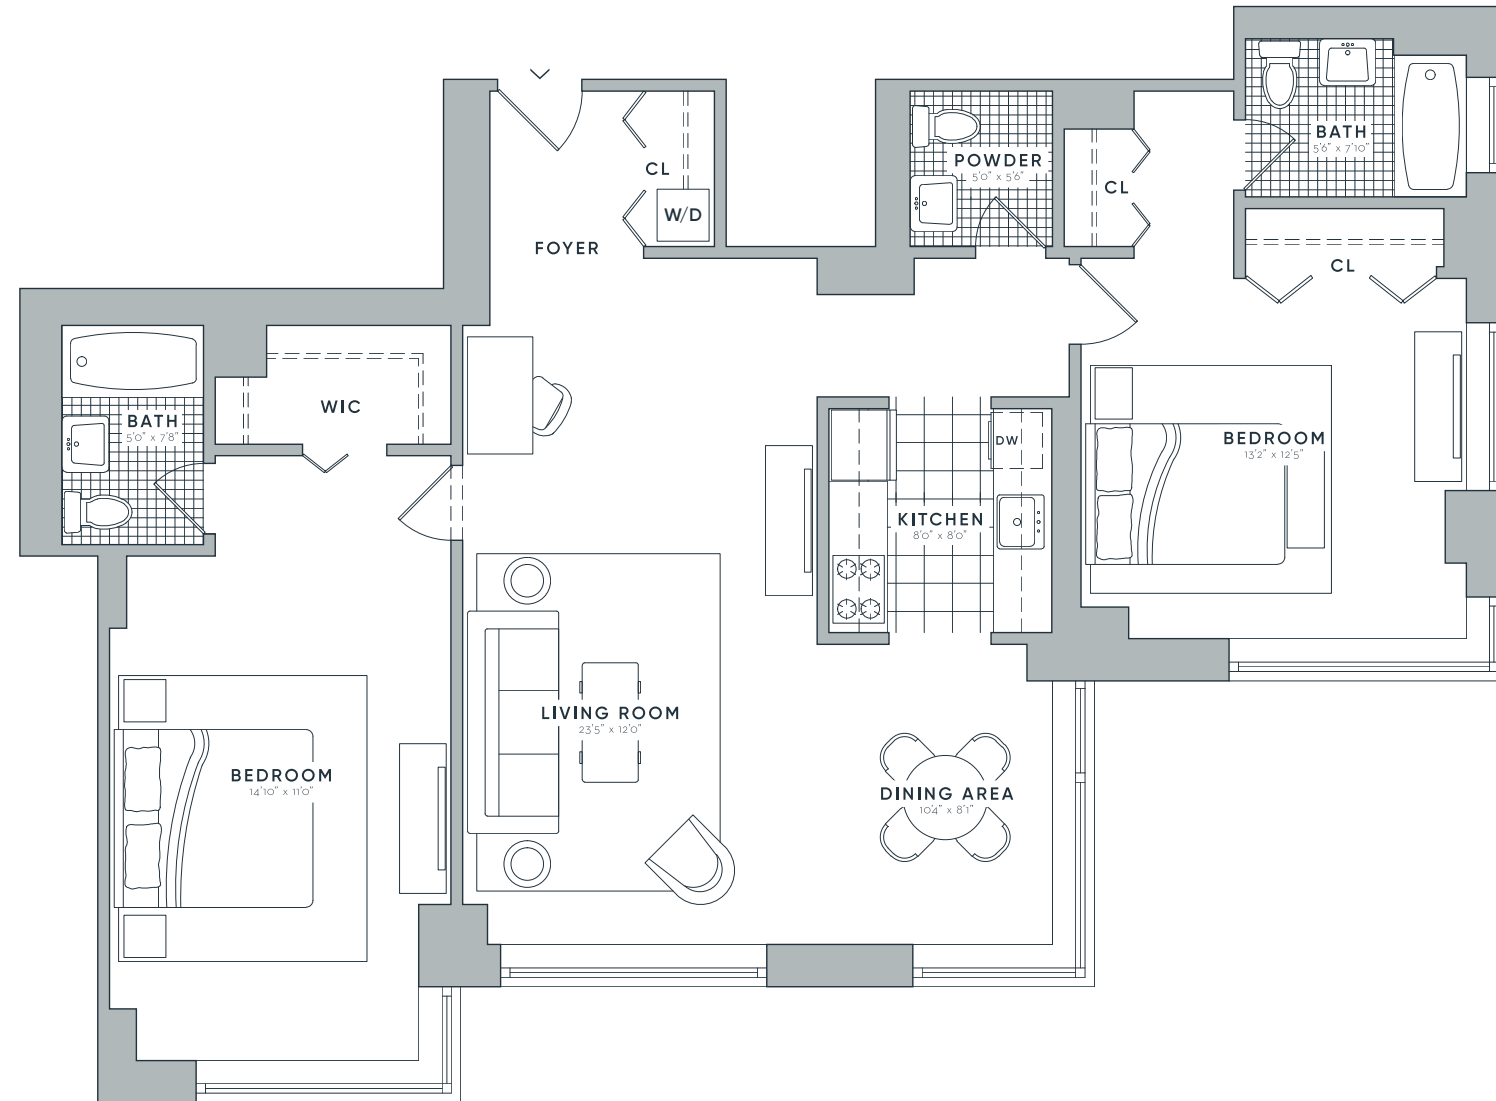 BATH
5'6" x 7'10"
POWDER
5'0" x 5'6"
CL
CL
W/D
FOYER
CL
WIC
BATH
5'0" x 7'8"
DW
BEDROOM
13'2" x 12'5"
KITCHEN
8'0" x 8'0"
LIVING ROOM
23'5" x 12'0"
BEDROOM
14'10" x 11'0"
DINING AREA
10'4" x 8'1"